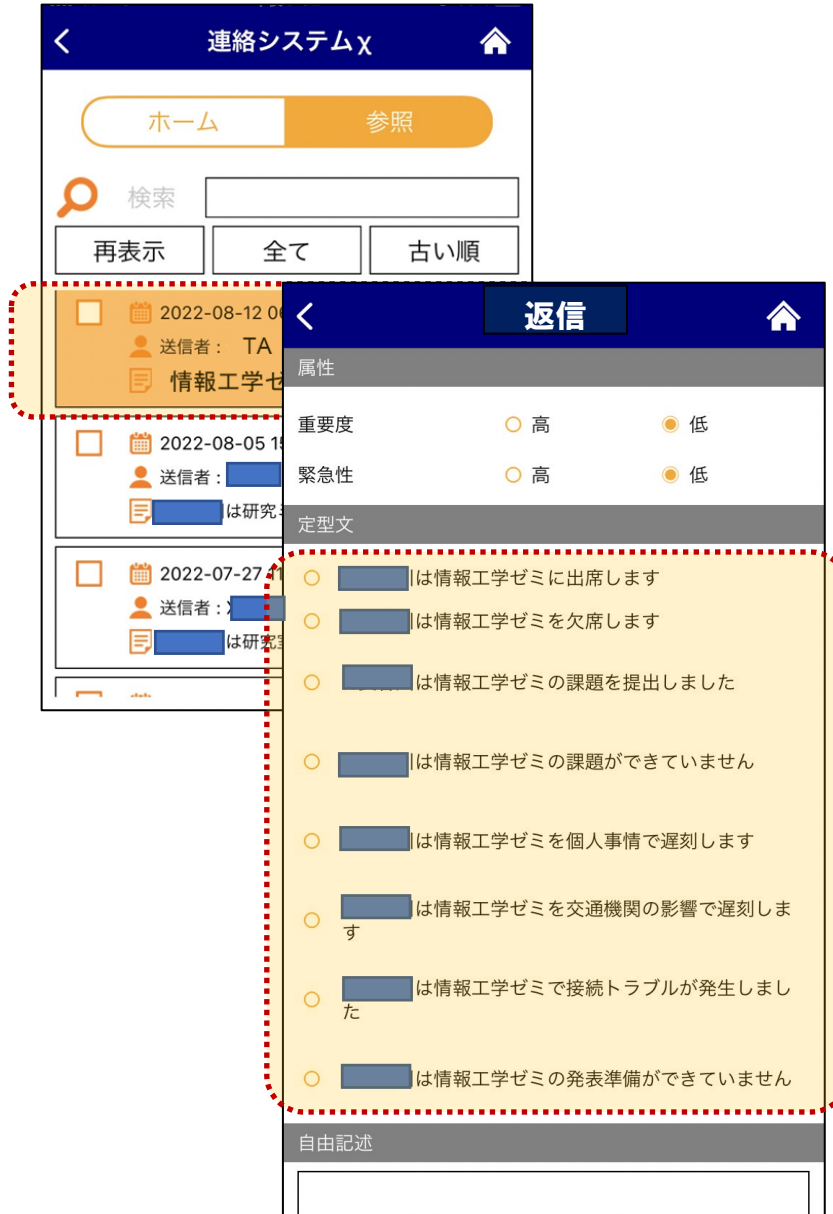 連絡システムχ
ホーム
参照
検索
再表示
全て
古い順
2022-08-12 0
送信者： TA
情報工学ゼ
2022-08-05 15
送信者：
は研究
2022-07-27 11
送信者：
は研究
返信
属性
重要度
高
低
緊急性
高
低
定型文
は情報工学ゼミに出席します
は情報工学ゼミを欠席します
は情報工学ゼミの課題を提出しました
は情報工学ゼミの課題ができていません
は情報工学ゼミを個人事情で遅刻します
は情報工学ゼミを交通機関の影響で遅刻しま
す
は情報工学ゼミで接続トラブルが発生しまし
た
は情報工学ゼミの発表準備ができていません
自由記述